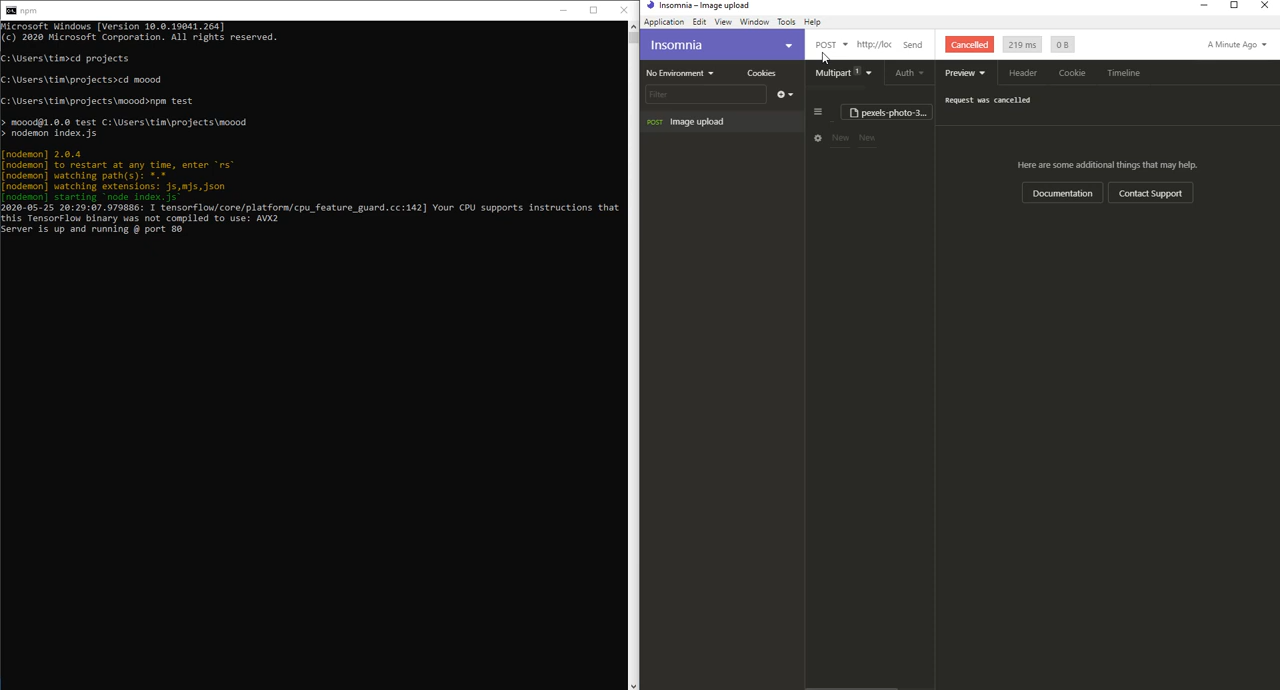 npm
Microsoft Windows [Version 10.0.19041.264]
(c) 2020 Microsoft Corporation. All rights reserved.
C:\Users\tim>cd projects
C:\Users\tim\projects>cd moood
C:\Users\tim\projects\moood>npm test
> moood@1.0.0 test C:\Users\tim\projects\moood
> nodemon index.js
[nodemon] 2.0.4
[nodemon] to restart at any time, enter `rs`
[nodemon] watching path(s): *.*
[nodemon] watching extensions: js,mjs,json
[nodemon] starting `node index.js`
2020-05-25 20:29:07.979886: I tensorflow/core/platform/cpu_feature_guard.cc:142] Your CPU supports instructions that
this TensorFlow binary was not compiled to use: AVX2
Server is up and running @ port 80
Insomnia – Image upload
Application Edit View Window Tools Help
Insomnia
POST http://loc Send
Cancelled 219 ms 0 B A Minute Ago
No Environment Cookies
Multipart 1 Auth
Preview Header Cookie Timeline
Filter
POST Image upload
pexels-photo-3...
New New
Request was cancelled
Here are some additional things that may help.
Documentation Contact Support